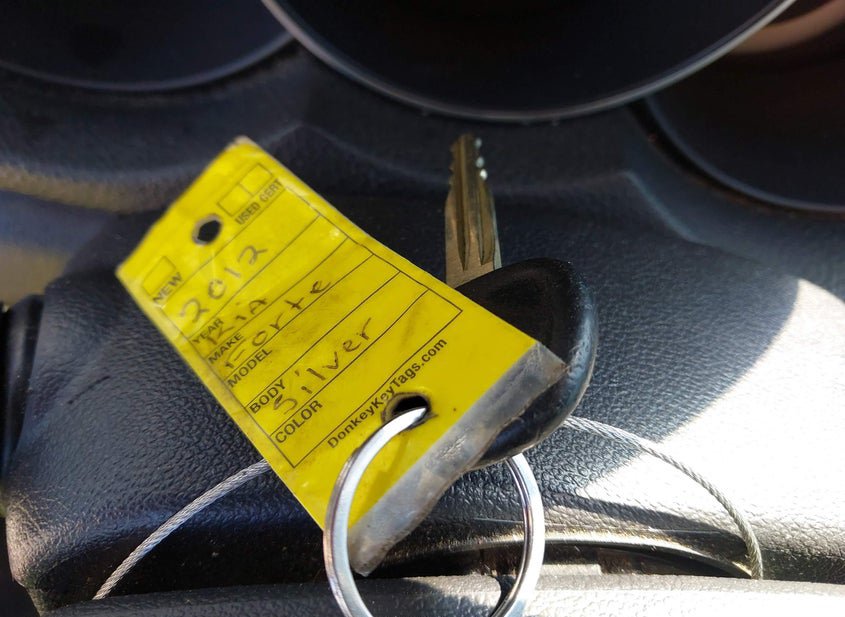 NEW
USED CERT
2012
YEAR
KIA
MAKE
Forte
MODEL
BODY
Silver
COLOR
DonkeyKeyTags.com